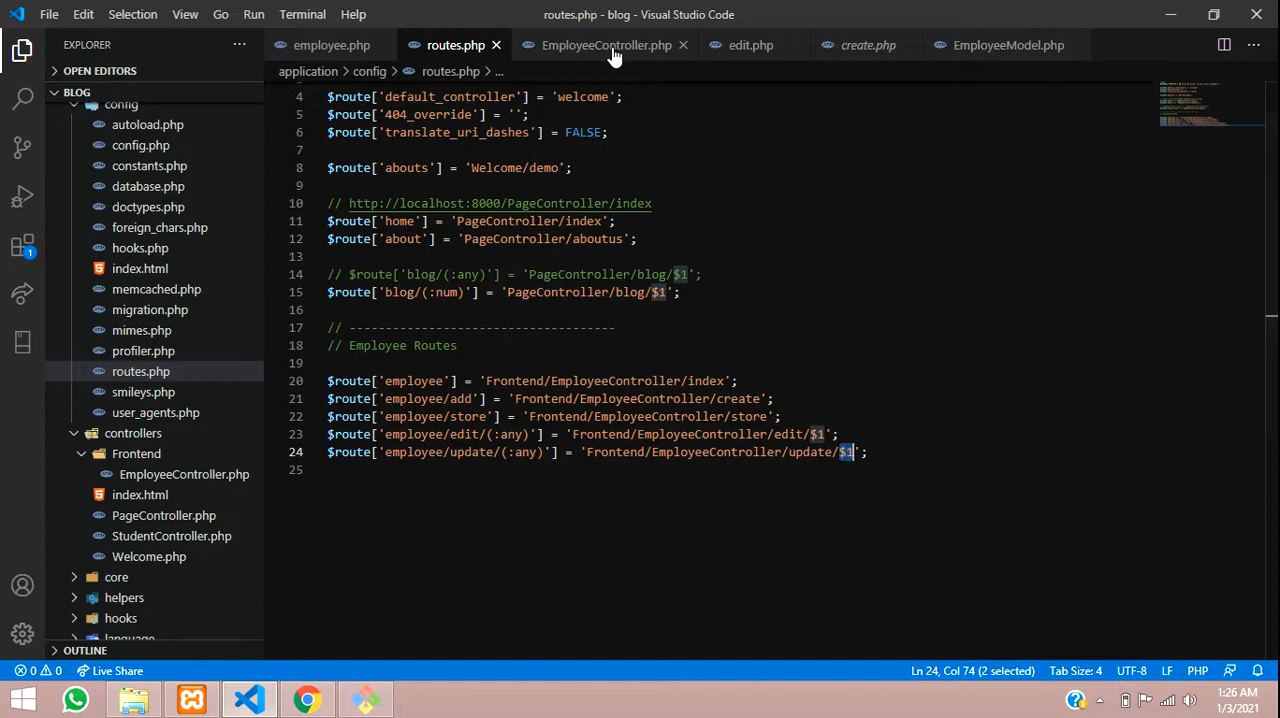 File Edit Selection View Go Run Terminal Help routes.php - blog - Visual Studio Code
EXPLORER
employee.php routes.php EmployeeController.php edit.php create.php EmployeeModel.php
OPEN EDITORS
application > config > routes.php > ...
BLOG
config
autoload.php
config.php
constants.php
database.php
doctypes.php
foreign_chars.php
hooks.php
index.html
memcached.php
migration.php
mimes.php
profiler.php
routes.php
smileys.php
user_agents.php
controllers
Frontend
EmployeeController.php
index.html
PageController.php
StudentController.php
Welcome.php
core
helpers
hooks
language
OUTLINE
4 $route['default_controller'] = 'welcome';
5 $route['404_override'] = '';
6 $route['translate_uri_dashes'] = FALSE;
7
8 $route['abouts'] = 'Welcome/demo';
9
10 // http://localhost:8000/PageController/index
11 $route['home'] = 'PageController/index';
12 $route['about'] = 'PageController/aboutus';
13
14 // $route['blog/(:any)'] = 'PageController/blog/$1';
15 $route['blog/(:num)'] = 'PageController/blog/$1';
16
17 // -------------------------------------
18 // Employee Routes
19
20 $route['employee'] = 'Frontend/EmployeeController/index';
21 $route['employee/add'] = 'Frontend/EmployeeController/create';
22 $route['employee/store'] = 'Frontend/EmployeeController/store';
23 $route['employee/edit/(:any)'] = 'Frontend/EmployeeController/edit/$1';
24 $route['employee/update/(:any)'] = 'Frontend/EmployeeController/update/$1';
25
1
0 0 Live Share Ln 24, Col 74 (2 selected) Tab Size: 4 UTF-8 LF PHP
1:26 AM
1/3/2021